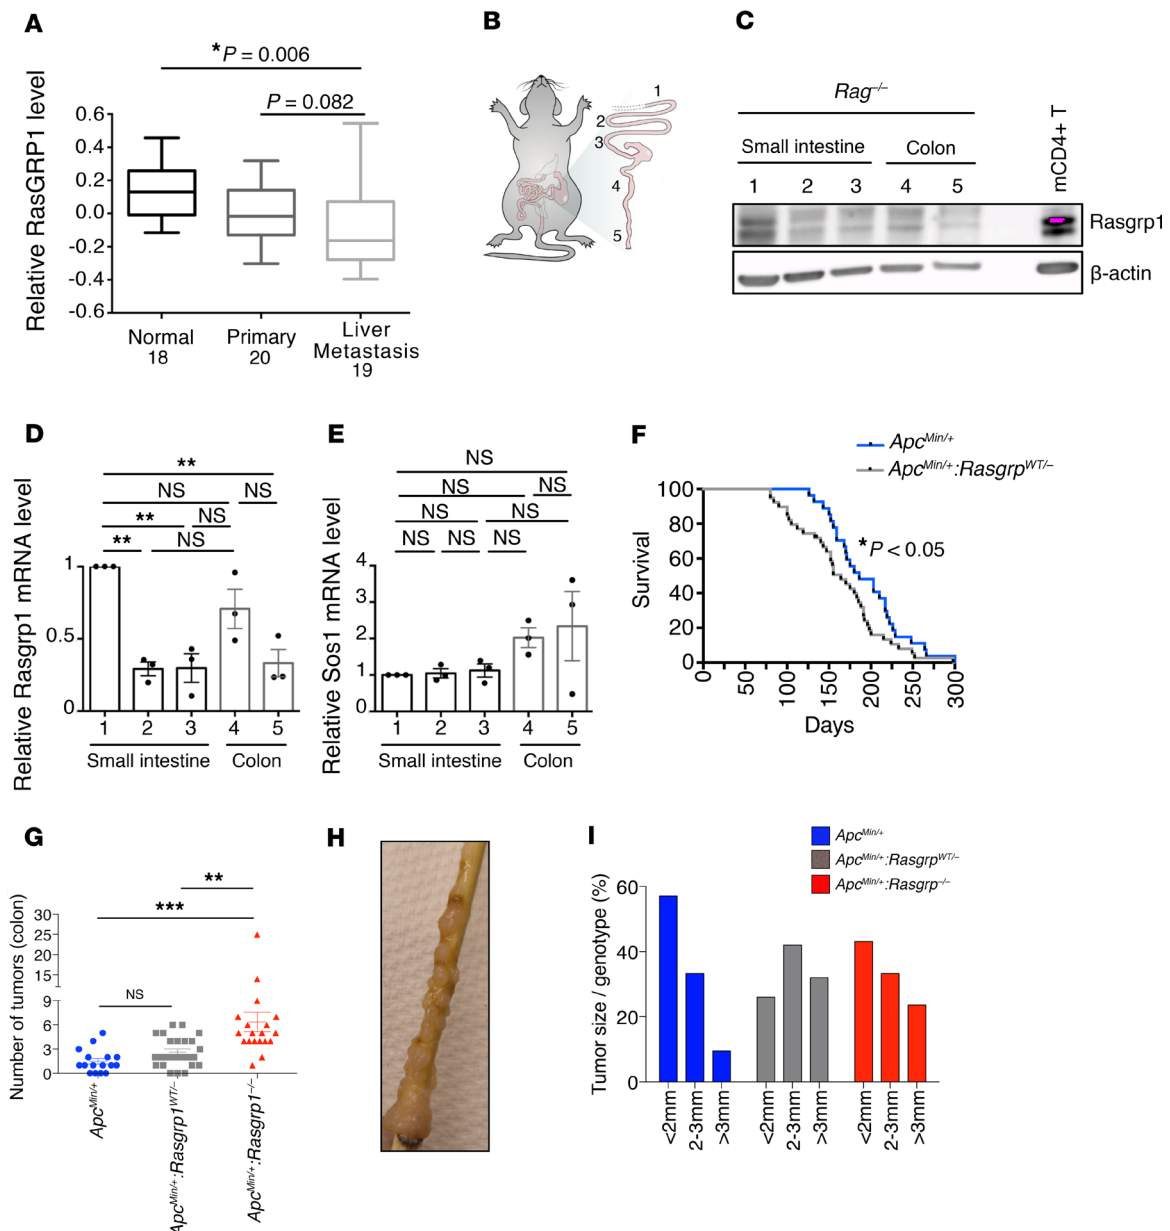 A
*P = 0.006
P = 0.082
Relative RasGRP1 level
0.6
0.4
0.2
0.0
-0.2
-0.4
-0.6
Normal
18
Primary
20
Liver
Metastasis
19
B
1
2
3
4
5
C
Rag–/–
Small intestine
Colon
1 2 3 4 5
mCD4+ T
Rasgrp1
β-actin
D
**
NS NS
** NS
** NS
Relative Rasgrp1 mRNA level
1
0.5
0
1 2 3 4 5
Small intestine Colon
E
NS
NS NS
NS NS
NS NS NS
Relative Sos1 mRNA level
4
3
2
1
0
1 2 3 4 5
Small intestine Colon
F
ApcMin/+
ApcMin/+:RasgrpWT/–
*P < 0.05
Survival
100
80
60
40
20
0
0 50 100 150 200 250 300
Days
G
**
***
NS
Number of tumors (colon)
30
25
20
15
9
6
3
0
ApcMin/+
ApcMin/+:Rasgrp1WT/–
ApcMin/+:Rasgrp1–/–
H
I
ApcMin/+
ApcMin/+:RasgrpWT/–
ApcMin/+:Rasgrp–/–
Tumor size / genotype (%)
60
40
20
0
<2mm 2-3mm >3mm <2mm 2-3mm >3mm <2mm 2-3mm >3mm